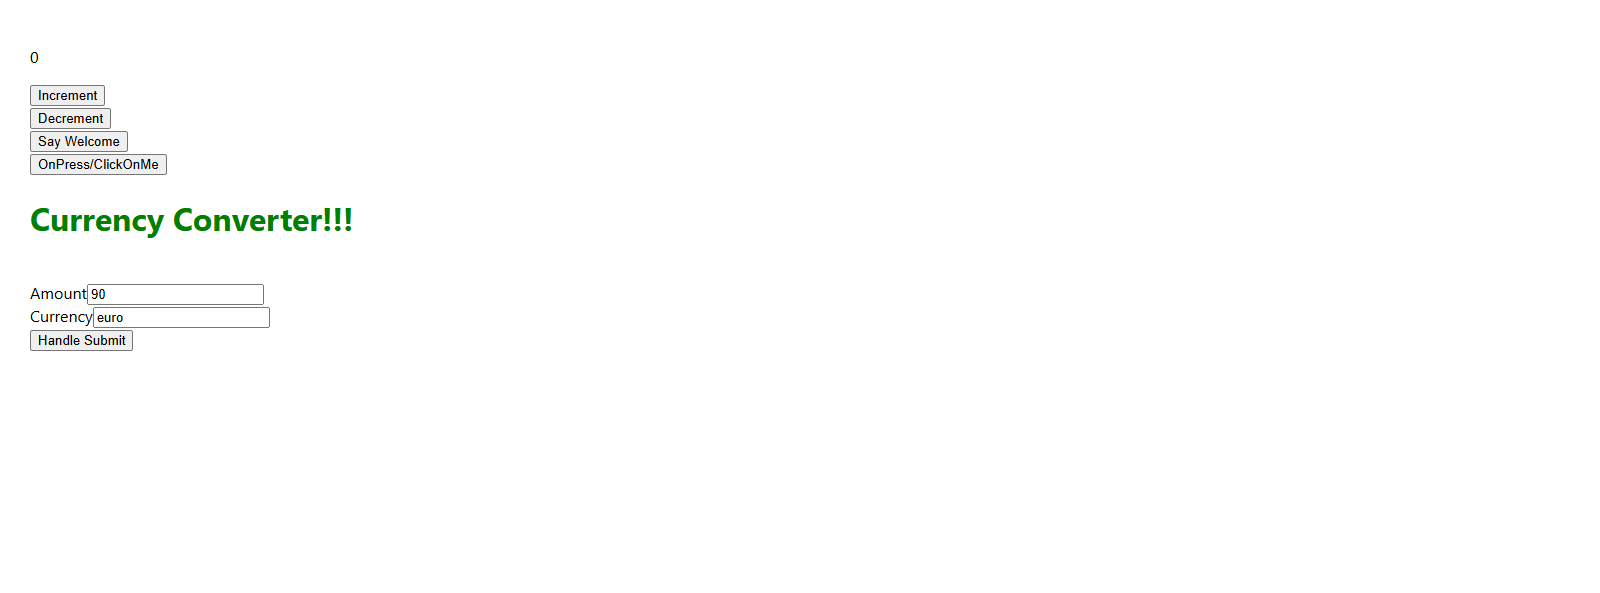 0
Increment
Decrement
Say Welcome
OnPress/ClickOnMe
Currency Converter!!!
Amount 90
Currency euro
Handle Submit